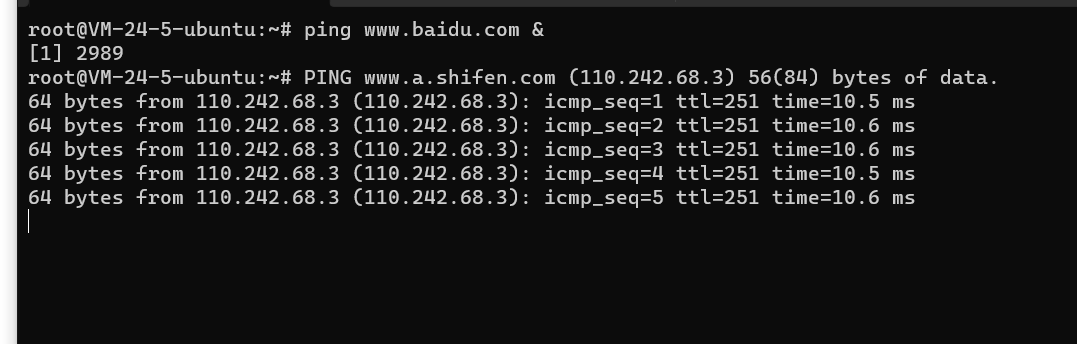 root@VM-24-5-ubuntu:~# ping www.baidu.com &
[1] 2989
root@VM-24-5-ubuntu:~# PING www.a.shifen.com (110.242.68.3) 56(84) bytes of data.
64 bytes from 110.242.68.3 (110.242.68.3): icmp_seq=1 ttl=251 time=10.5 ms
64 bytes from 110.242.68.3 (110.242.68.3): icmp_seq=2 ttl=251 time=10.6 ms
64 bytes from 110.242.68.3 (110.242.68.3): icmp_seq=3 ttl=251 time=10.6 ms
64 bytes from 110.242.68.3 (110.242.68.3): icmp_seq=4 ttl=251 time=10.5 ms
64 bytes from 110.242.68.3 (110.242.68.3): icmp_seq=5 ttl=251 time=10.6 ms